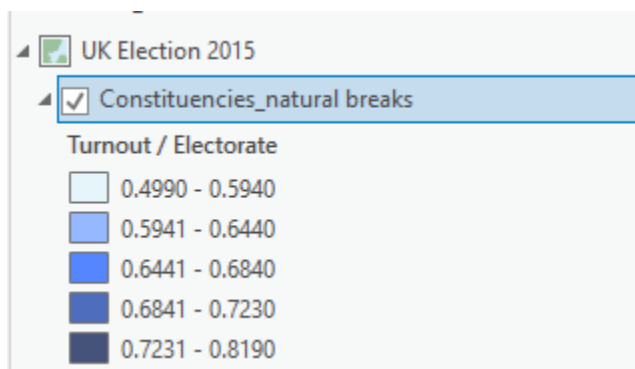 UK Election 2015
Constituencies_natural breaks
Turnout / Electorate
0.4990 - 0.5940
0.5941 - 0.6440
0.6441 - 0.6840
0.6841 - 0.7230
0.7231 - 0.8190